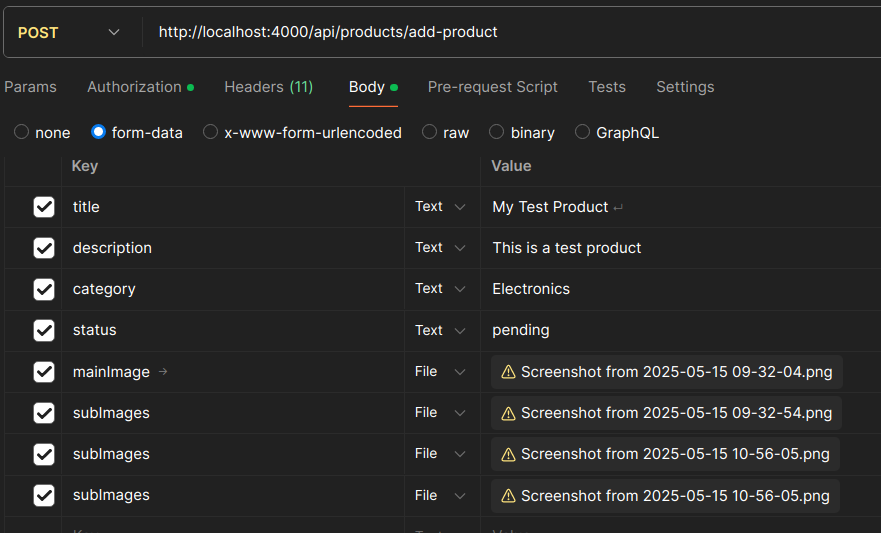 POST http://localhost:4000/api/products/add-product
Params Authorization Headers (11) Body Pre-request Script Tests Settings
none form-data x-www-form-urlencoded raw binary GraphQL
Key Value
title Text My Test Product ↵
description Text This is a test product
category Text Electronics
status Text pending
mainImage → File Screenshot from 2025-05-15 09-32-04.png
subImages File Screenshot from 2025-05-15 09-32-54.png
subImages File Screenshot from 2025-05-15 10-56-05.png
subImages File Screenshot from 2025-05-15 10-56-05.png